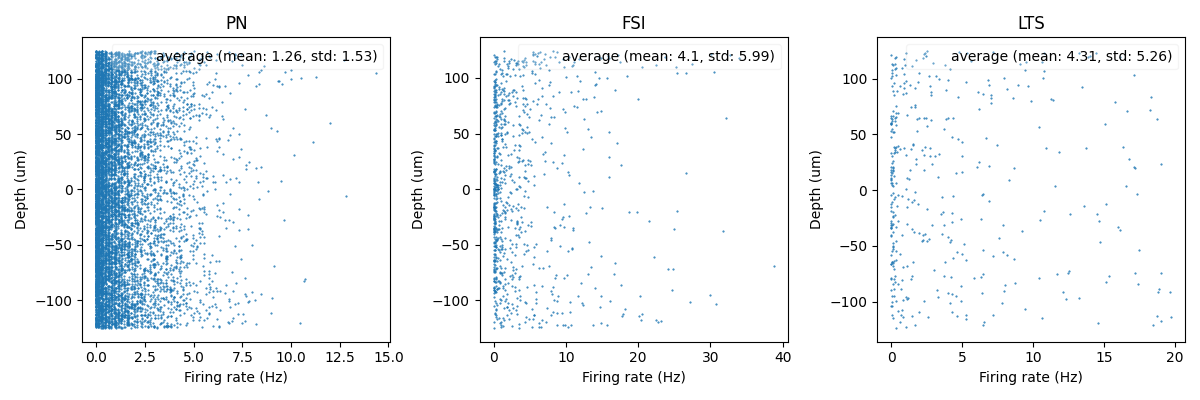 PN
average (mean: 1.26, std: 1.53)
Depth (um)
100
50
0
−50
−100
0.0 2.5 5.0 7.5 10.0 12.5 15.0
Firing rate (Hz)
FSI
average (mean: 4.1, std: 5.99)
Depth (um)
100
50
0
−50
−100
0 10 20 30 40
Firing rate (Hz)
LTS
average (mean: 4.31, std: 5.26)
Depth (um)
100
50
0
−50
−100
0 5 10 15 20
Firing rate (Hz)